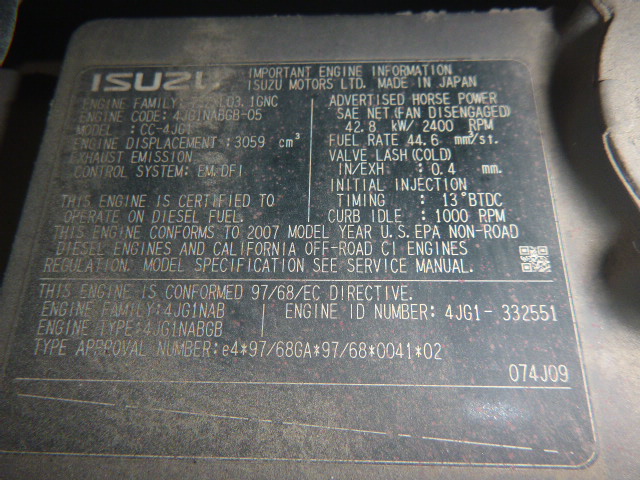 ISUZU IMPORTANT ENGINE INFORMATION
ISUZU MOTORS LTD. MADE IN JAPAN
ENGINE FAMILY: L03.1GNC
ENGINE CODE: 4JG1NABGB-05
MODEL : CC-4JG1
ENGINE DISPLACEMENT: 3059 cm³
EXHAUST EMISSION
CONTROL SYSTEM: EM DFI
THIS ENGINE IS CERTIFIED TO
OPERATE ON DIESEL FUEL.
ADVERTISED HORSE POWER
SAE NET (FAN DISENGAGED)
42.8 kW/ 2400 RPM
FUEL RATE 44.6 mm³/st.
VALVE LASH (COLD)
IN/EXH : 0.4 mm.
INITIAL INJECTION
TIMING : 13°BTDC
CURB IDLE : 1000 RPM
THIS ENGINE CONFORMS TO 2007 MODEL YEAR U.S.EPA NON-ROAD
DIESEL ENGINES AND CALIFORNIA OFF-ROAD CI ENGINES
REGULATION. MODEL SPECIFICATION SEE SERVICE MANUAL.
THIS ENGINE IS CONFORMED 97/68/EC DIRECTIVE.
ENGINE FAMILY:4JG1NAB
ENGINE TYPE:4JG1NABGB
ENGINE ID NUMBER: 4JG1- 332551
TYPE APPROVAL NUMBER:e4*97/68GA*97/68*0041*02
074J09